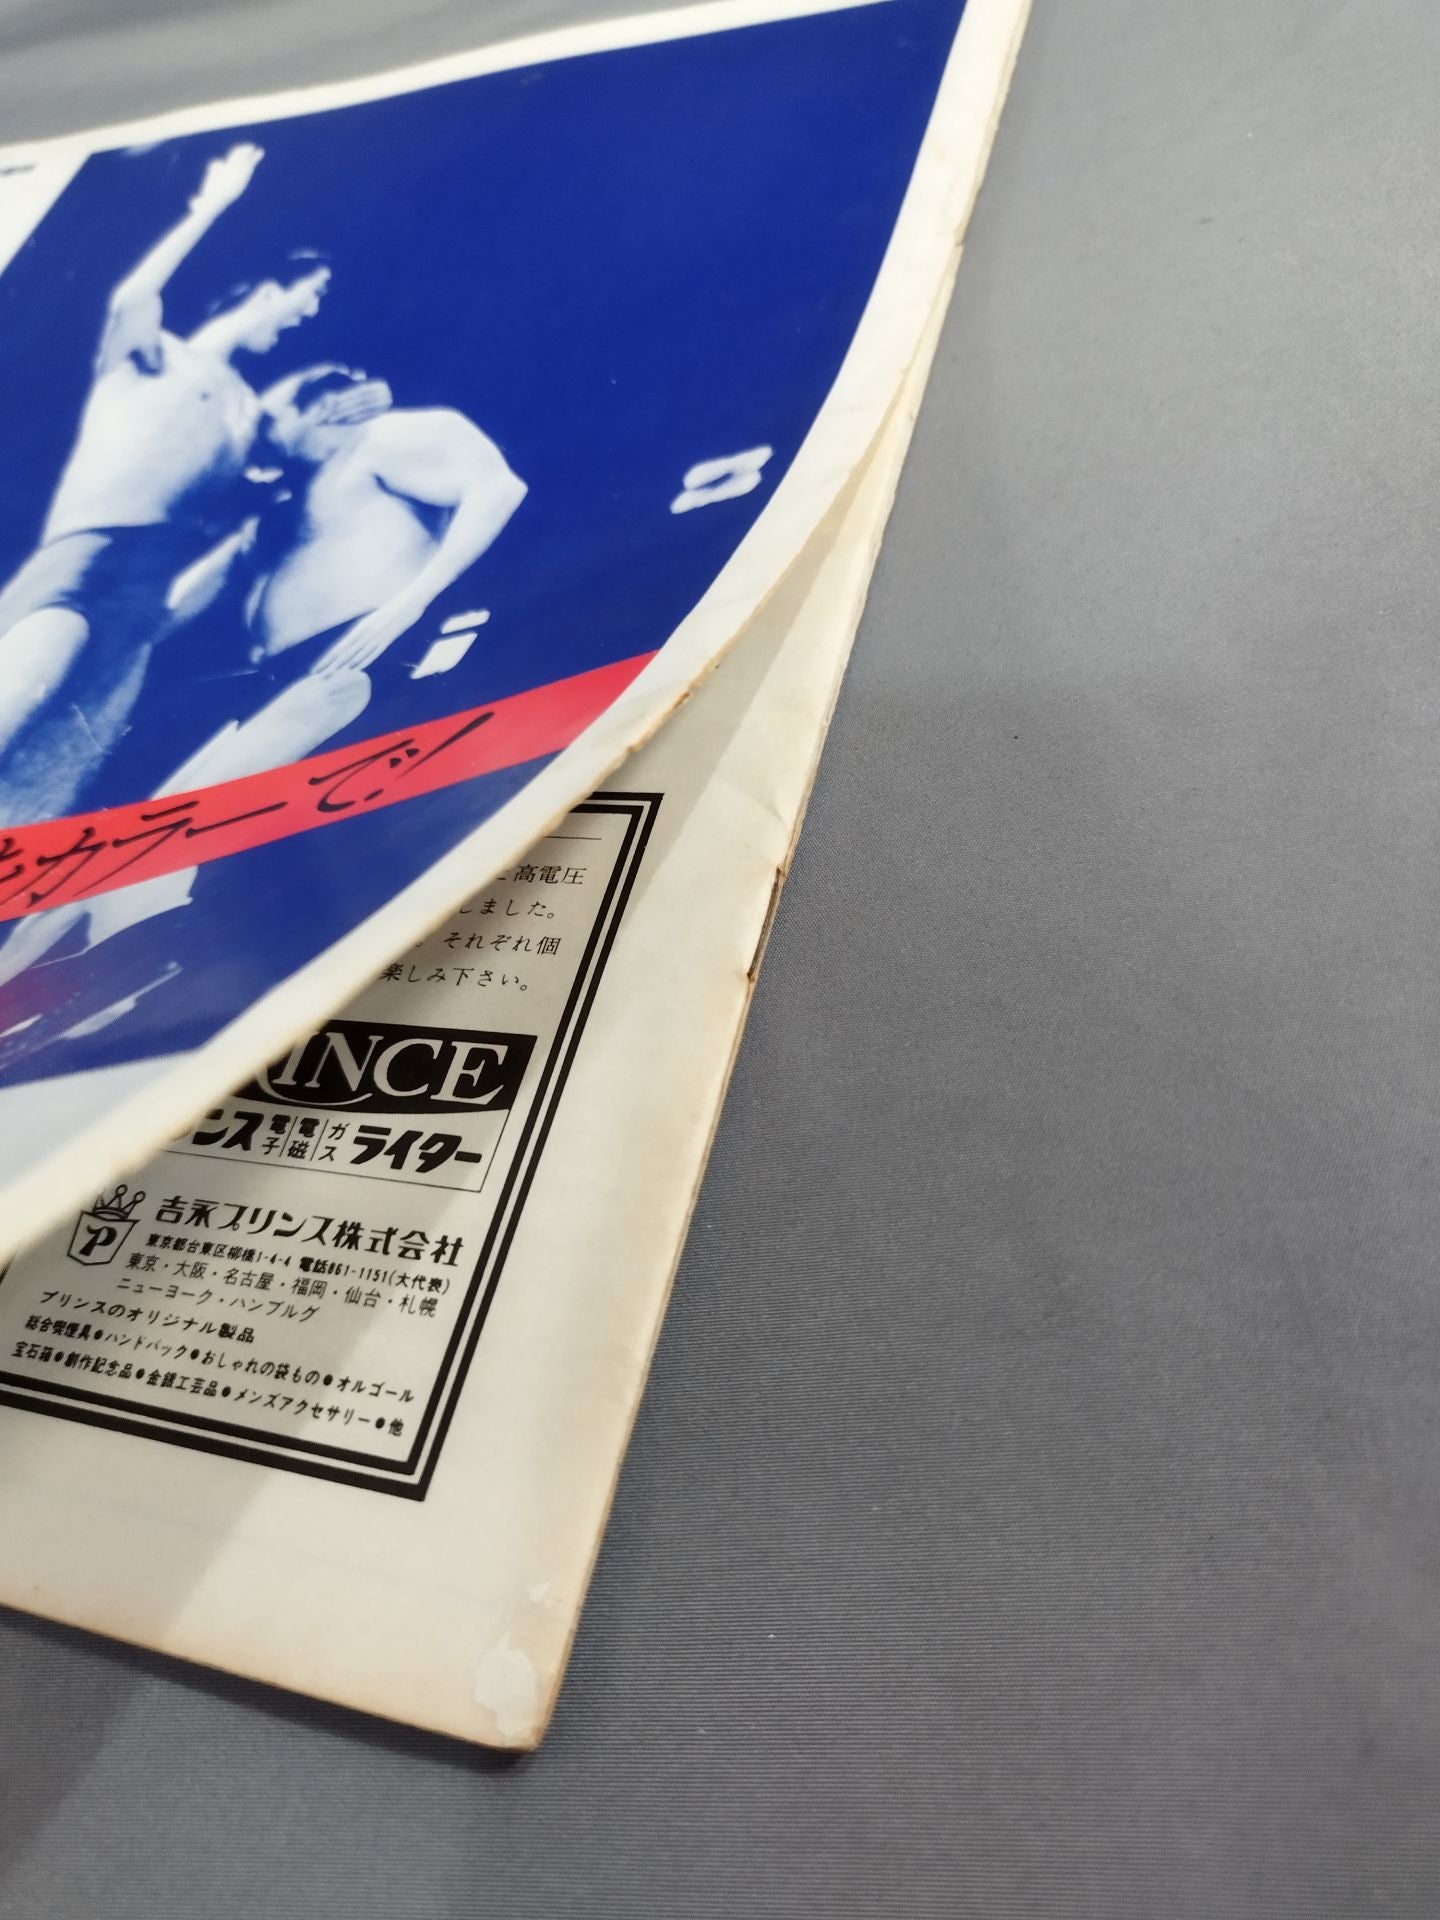 カラーで!
高電圧
しました。
。それぞれ個
楽しみ下さい。
INCE
ンス 電子 電磁 ガス ライター
P
吉永プリンス株式会社
東京都台東区柳橋1-4-4 電話861-1151(大代表)
東京・大阪・名古屋・福岡・仙台・札幌
ニューヨーク・ハンブルグ
プリンスのオリジナル製品
総合喫煙具●ハンドバック●おしゃれの袋もの●オルゴール
宝石箱●創作記念品●金銀工芸品●メンズアクセサリー●他